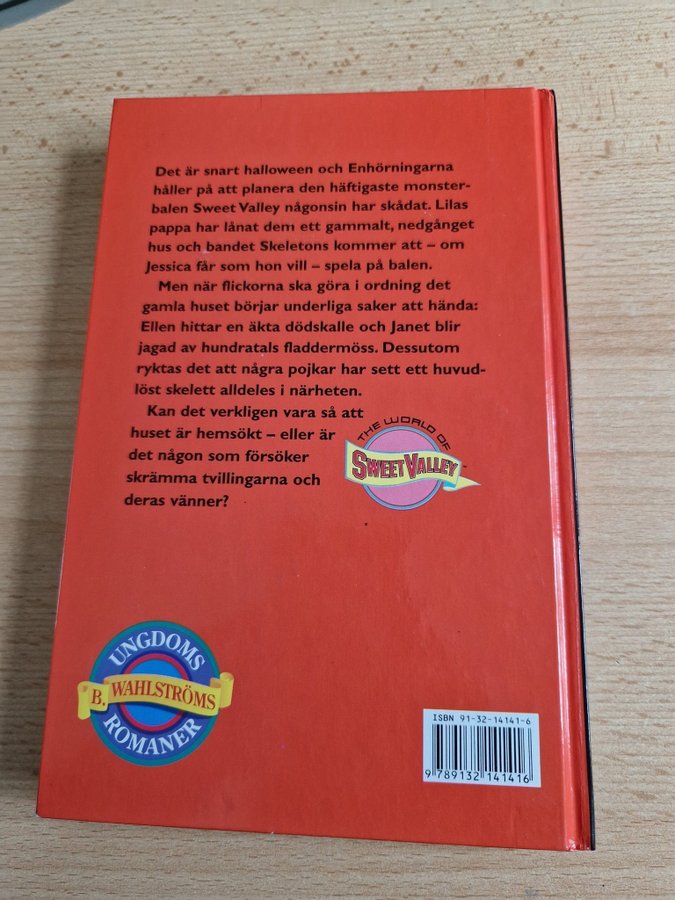 Det är snart halloween och Enhörningarna
håller på att planera den häftigaste monster-
balen Sweet Valley någonsin har skådat. Lilas
pappa har lånat dem ett gammalt, nedgånget
hus och bandet Skeletons kommer att – om
Jessica får som hon vill – spela på balen.
Men när flickorna ska göra i ordning det
gamla huset börjar underliga saker att hända:
Ellen hittar en äkta dödskalle och Janet blir
jagad av hundratals fladdermöss. Dessutom
ryktas det att några pojkar har sett ett huvud-
löst skelett alldeles i närheten.
Kan det verkligen vara så att
huset är hemsökt – eller är
det någon som försöker
skrämma tvillingarna och
deras vänner?
THE WORLD OF
SWEET VALLEY™
UNGDOMS
B. WAHLSTRÖMS
ROMANER
ISBN 91-32-14141-6
9 789132 141416